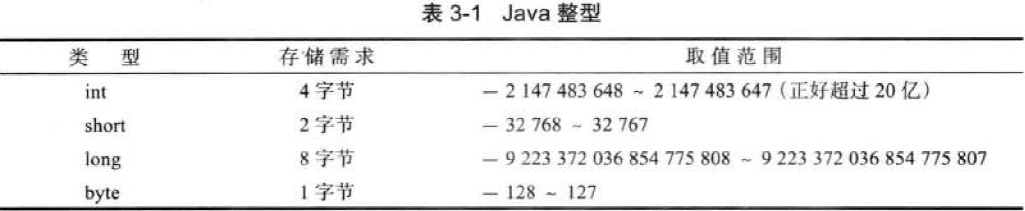 表 3-1 Java 整型
类 型 存储需求 取值范围
int 4 字节 — 2 147 483 648 ~ 2 147 483 647（正好超过 20 亿）
short 2 字节 — 32 768 ~ 32 767
long 8 字节 — 9 223 372 036 854 775 808 ~ 9 223 372 036 854 775 807
byte 1 字节 — 128 ~ 127